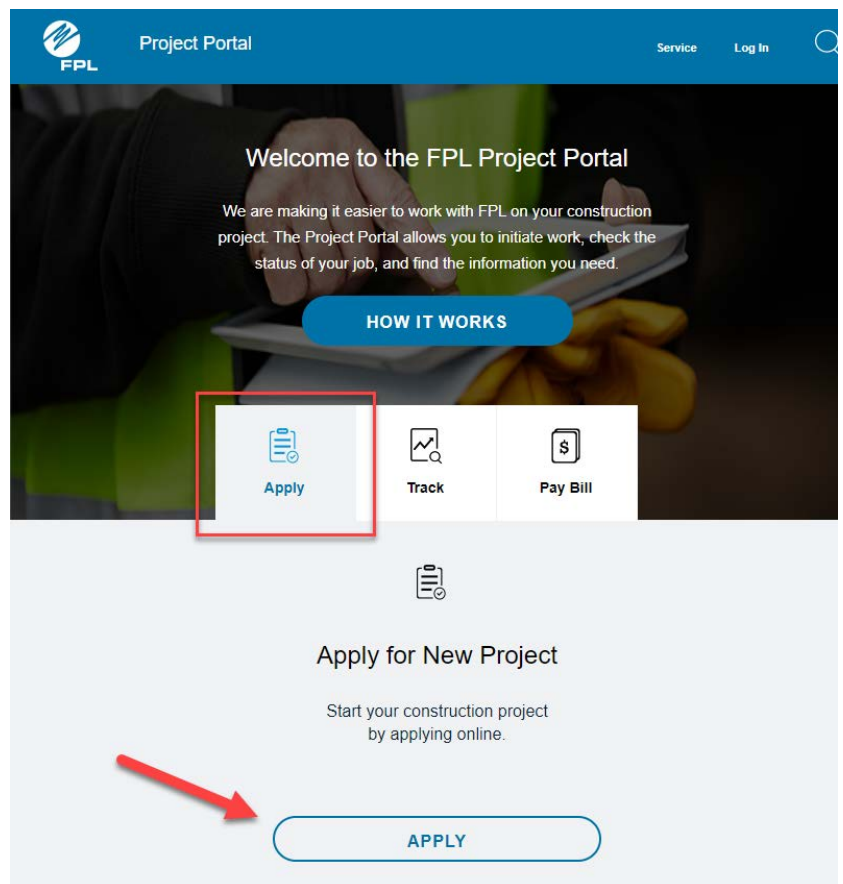 FPL
Project Portal
Service
Log In
Welcome to the FPL Project Portal
We are making it easier to work with FPL on your construction
project. The Project Portal allows you to initiate work, check the
status of your job, and find the information you need.
HOW IT WORKS
Apply
Track
$
Pay Bill
Apply for New Project
Start your construction project
by applying online.
APPLY